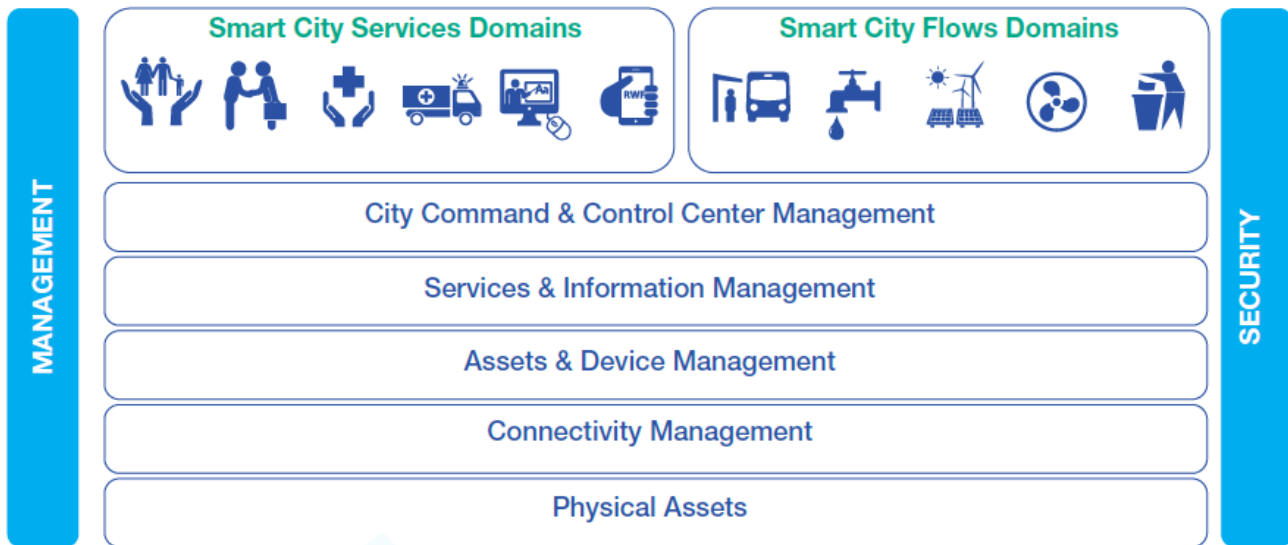 Smart City Services Domains
Smart City Flows Domains
Aa
MANAGEMENT
City Command & Control Center Management
Services & Information Management
Assets & Device Management
Connectivity Management
Physical Assets
SECURITY